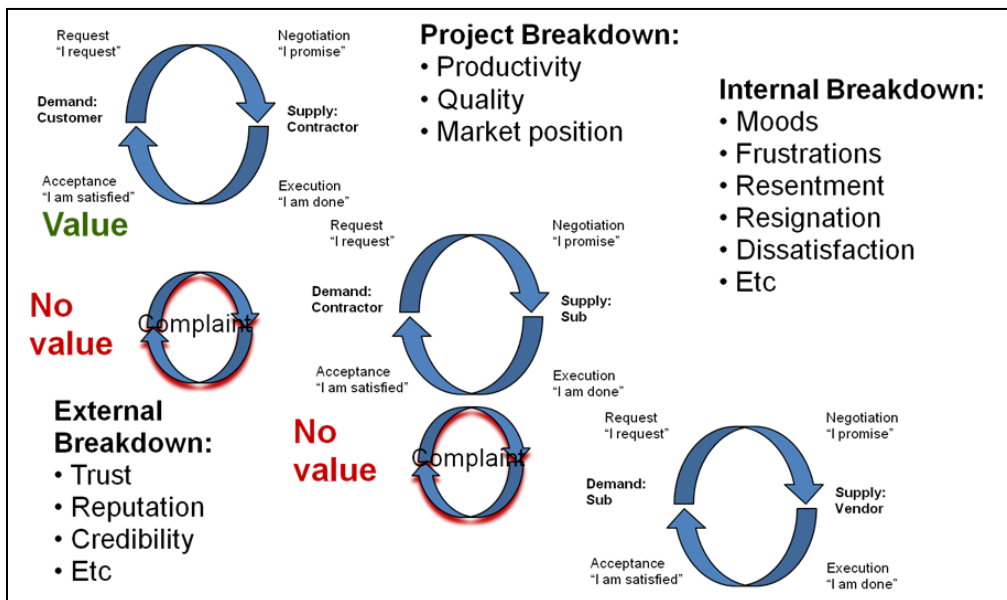 Request
“I request”
Negotiation
“I promise”
Demand:
Customer
Supply:
Contractor
Acceptance
“I am satisfied”
Execution
“I am done”
Value
Project Breakdown:
• Productivity
• Quality
• Market position
Internal Breakdown:
• Moods
• Frustrations
• Resentment
• Resignation
• Dissatisfaction
• Etc
No
value
Complaint
Request
“I request”
Negotiation
“I promise”
Demand:
Contractor
Supply:
Sub
Acceptance
“I am satisfied”
Execution
“I am done”
External
Breakdown:
• Trust
• Reputation
• Credibility
• Etc
No
value
Complaint
Request
“I request”
Negotiation
“I promise”
Demand:
Sub
Supply:
Vendor
Acceptance
“I am satisfied”
Execution
“I am done”